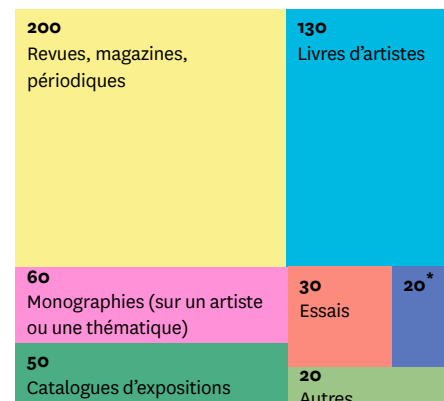 200
Revues, magazines,
périodiques
130
Livres d'artistes
60
Monographies (sur un artiste
ou une thématique)
30
Essais
20*
50
Catalogues d'expositions
20
Autres